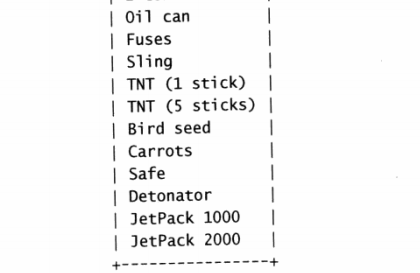 | Oil can |
| Fuses |
| Sling |
| TNT (1 stick) |
| TNT (5 sticks) |
| Bird seed |
| Carrots |
| Safe |
| Detonator |
| JetPack 1000 |
| JetPack 2000 |
+----------------+